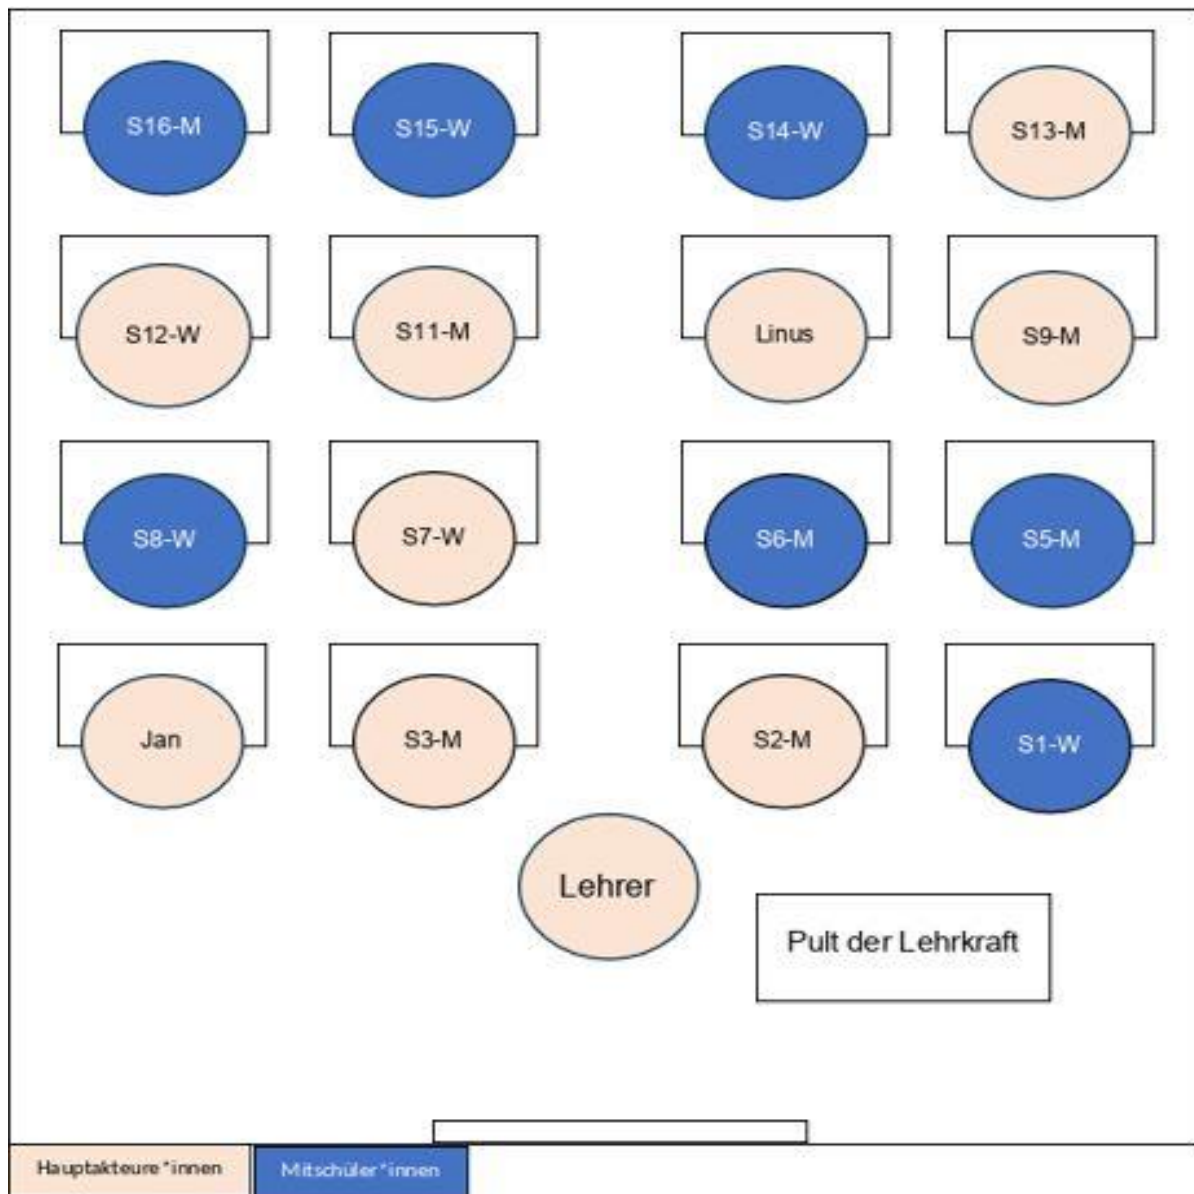 S16-M
S15-W
S14-W
S13-M
S12-W
S11-M
Linus
S9-M
S8-W
S7-W
S6-M
S5-M
Jan
S3-M
S2-M
S1-W
Lehrer
Pult der Lehrkraft
Hauptakteure*innen
Mitschüler*innen